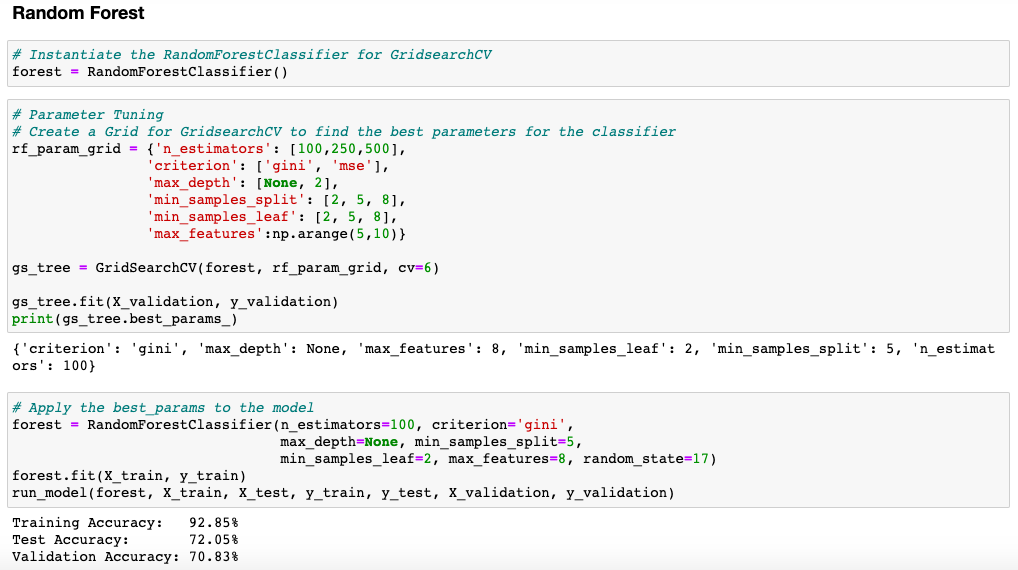 Random Forest
# Instantiate the RandomForestClassifier for GridsearchCV
forest = RandomForestClassifier()
# Parameter Tuning
# Create a Grid for GridsearchCV to find the best parameters for the classifier
rf_param_grid = {'n_estimators': [100,250,500],
                'criterion': ['gini', 'mse'],
                'max_depth': [None, 2],
                'min_samples_split': [2, 5, 8],
                'min_samples_leaf': [2, 5, 8],
                'max_features':np.arange(5,10)}
gs_tree = GridSearchCV(forest, rf_param_grid, cv=6)
gs_tree.fit(X_validation, y_validation)
print(gs_tree.best_params_)
{'criterion': 'gini', 'max_depth': None, 'max_features': 8, 'min_samples_leaf': 2, 'min_samples_split': 5, 'n_estimat
ors': 100}
# Apply the best_params to the model
forest = RandomForestClassifier(n_estimators=100, criterion='gini',
                                max_depth=None, min_samples_split=5,
                                min_samples_leaf=2, max_features=8, random_state=17)
forest.fit(X_train, y_train)
run_model(forest, X_train, X_test, y_train, y_test, X_validation, y_validation)
Training Accuracy:   92.85%
Test Accuracy:       72.05%
Validation Accuracy: 70.83%